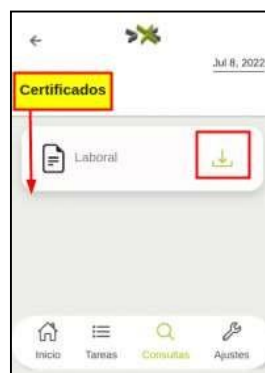 Jul 8, 2022
Certificados
Laboral
Inicio Tareas Consultas Ajustes